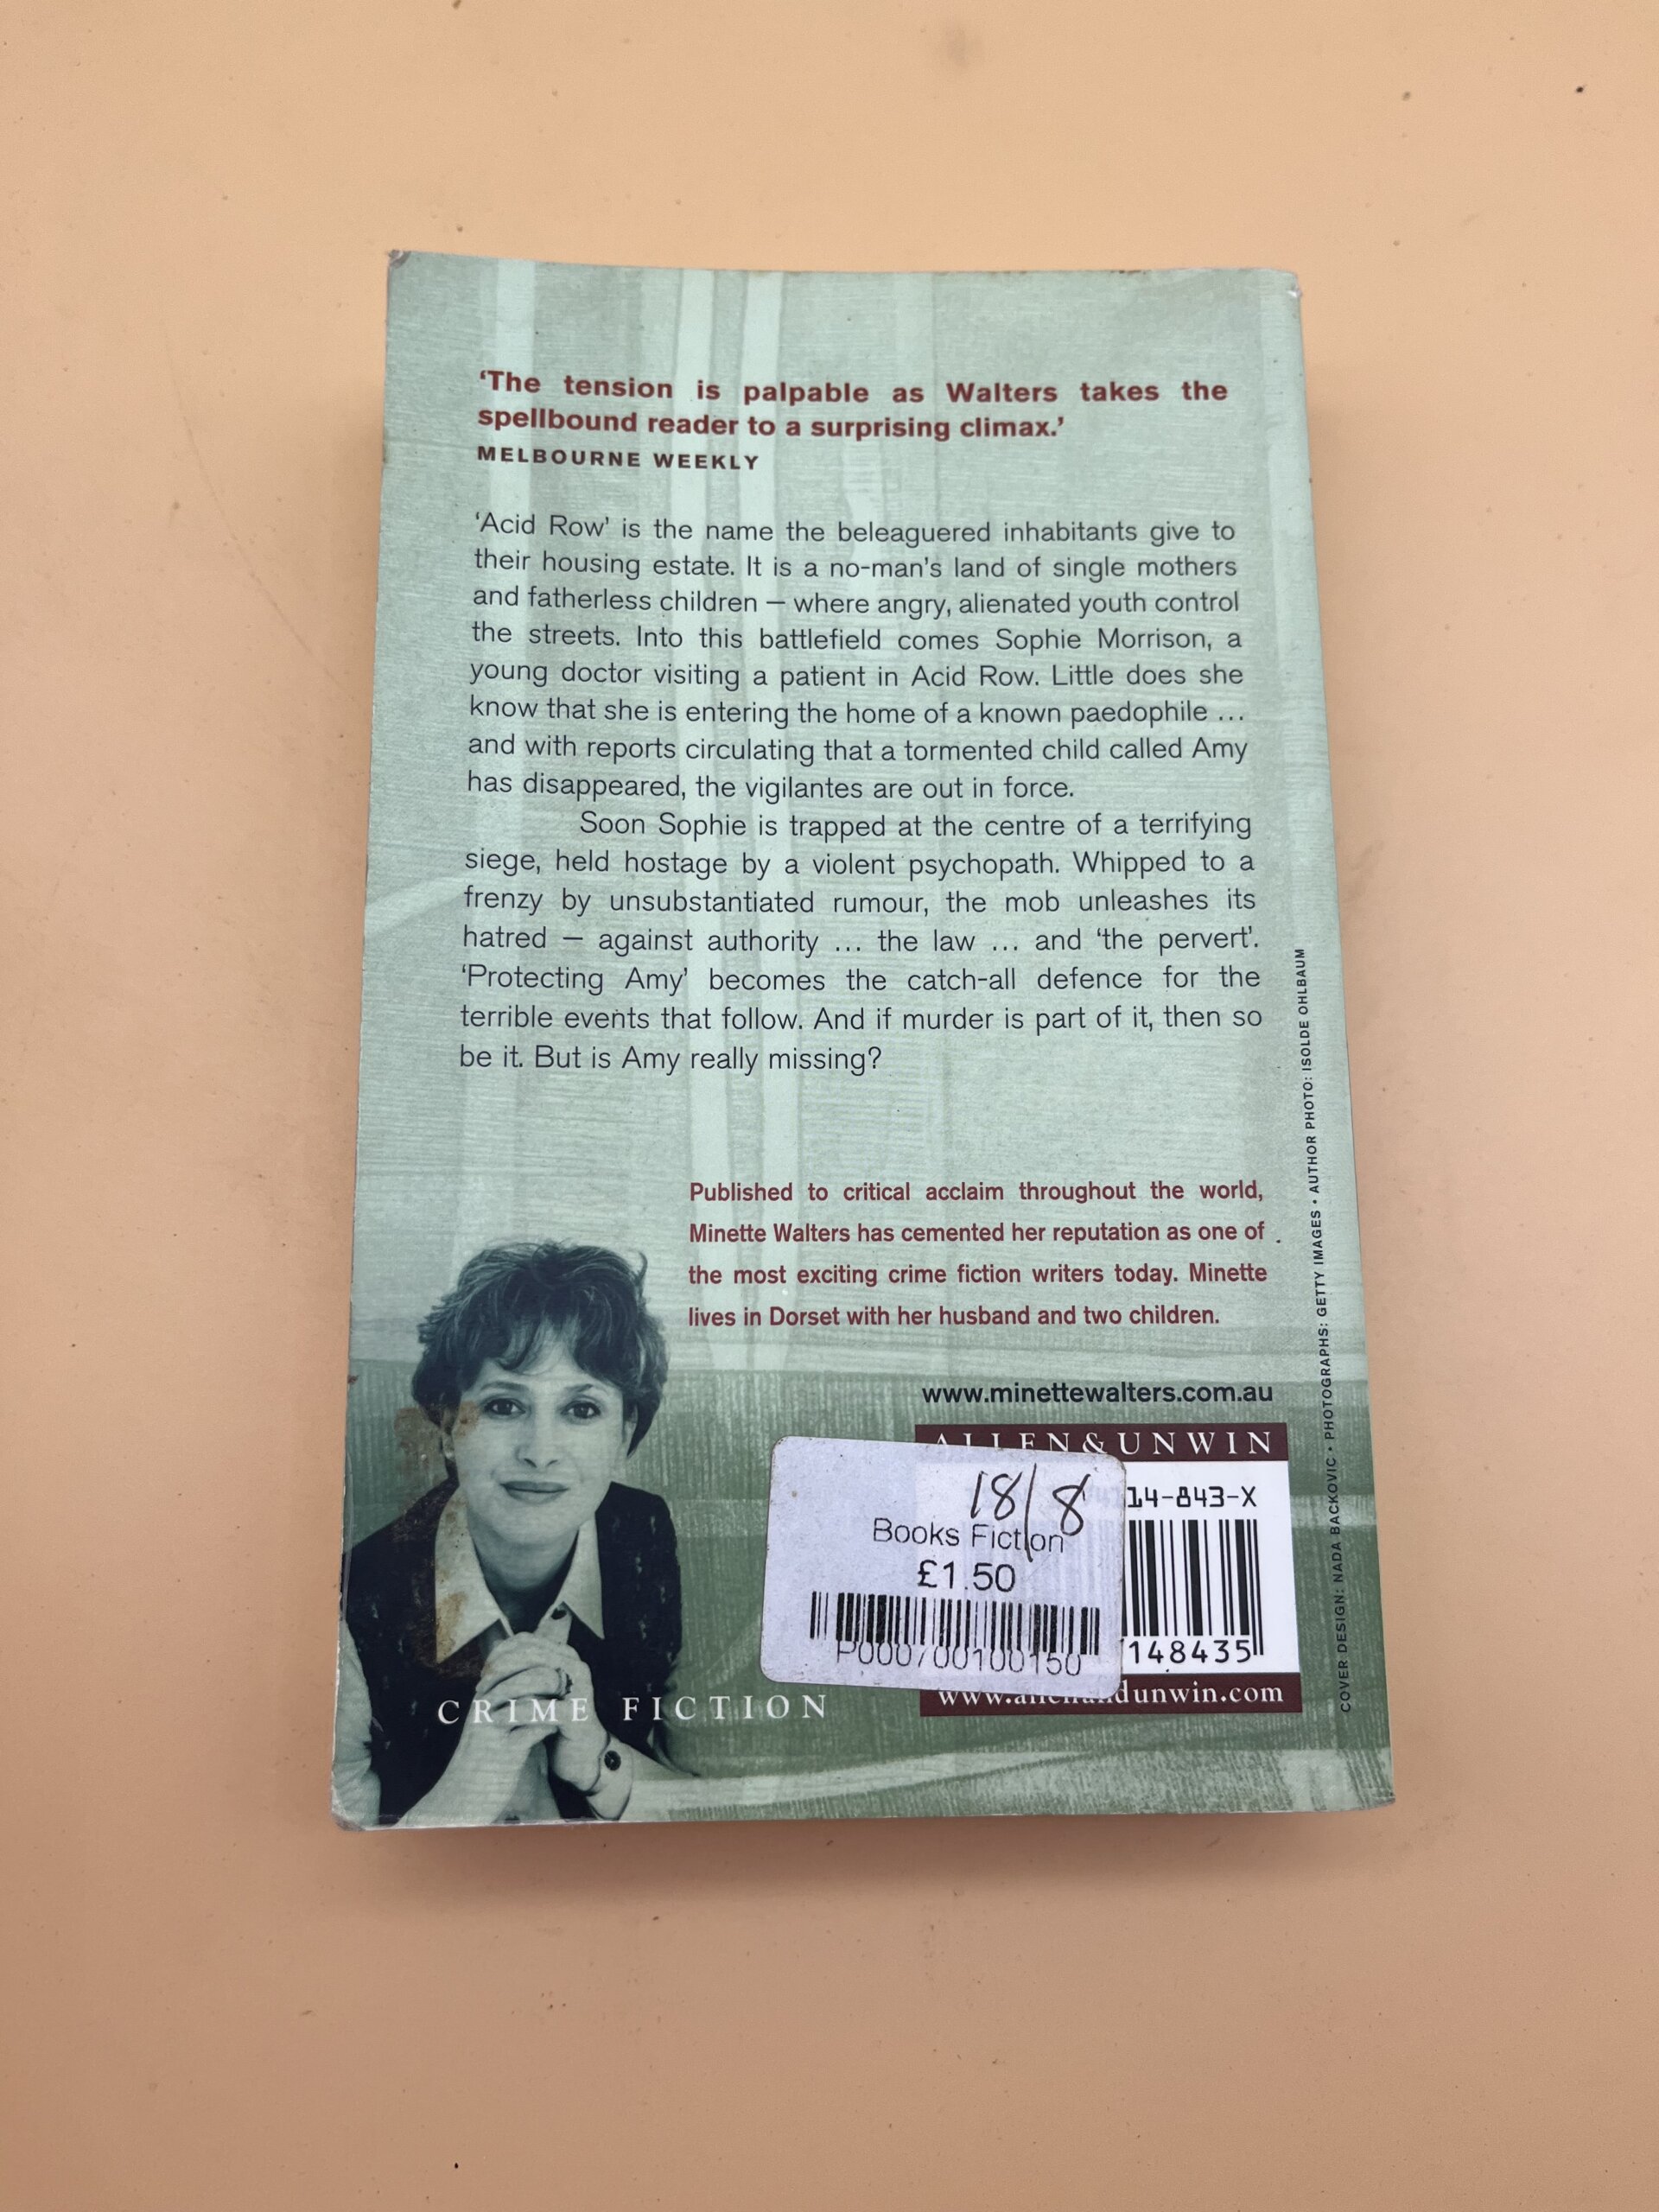 ‘The tension is palpable as Walters takes the
spellbound reader to a surprising climax.’
MELBOURNE WEEKLY
‘Acid Row’ is the name the beleaguered inhabitants give to
their housing estate. It is a no-man’s land of single mothers
and fatherless children – where angry, alienated youth control
the streets. Into this battlefield comes Sophie Morrison, a
young doctor visiting a patient in Acid Row. Little does she
know that she is entering the home of a known paedophile ...
and with reports circulating that a tormented child called Amy
has disappeared, the vigilantes are out in force.
Soon Sophie is trapped at the centre of a terrifying
siege, held hostage by a violent psychopath. Whipped to a
frenzy by unsubstantiated rumour, the mob unleashes its
hatred – against authority ... the law ... and ‘the pervert’.
‘Protecting Amy’ becomes the catch-all defence for the
terrible events that follow. And if murder is part of it, then so
be it. But is Amy really missing?
Published to critical acclaim throughout the world,
Minette Walters has cemented her reputation as one of
the most exciting crime fiction writers today. Minette
lives in Dorset with her husband and two children.
www.minettewalters.com.au
ALLEN & UNWIN
14-843-X
148435
www.allenandunwin.com
18/8
Books Fiction
£1.50
P000700100150
CRIME FICTION
COVER DESIGN: NADA BACKOVIC • PHOTOGRAPHS: GETTY IMAGES • AUTHOR PHOTO: ISOLDE OHLBAUM